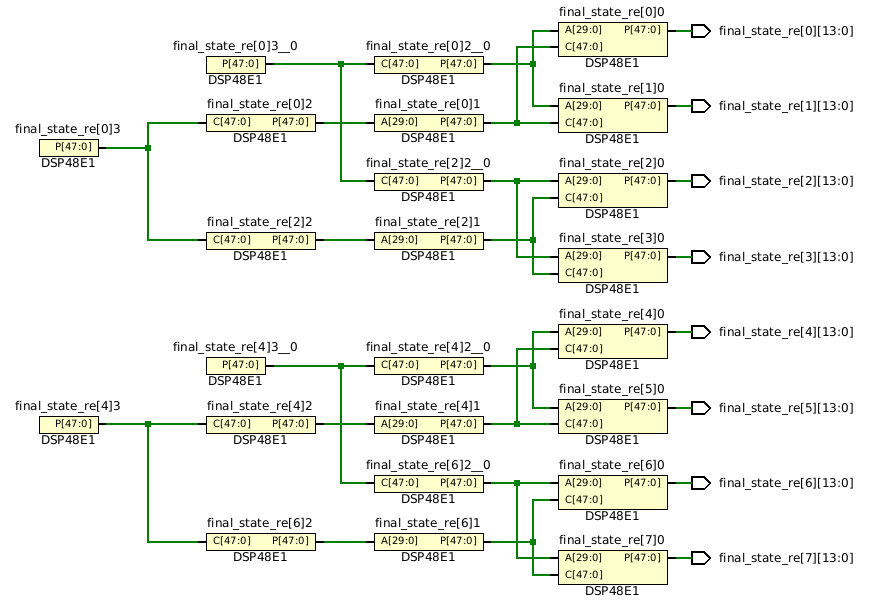 final_state_re[0]0
A[29:0] P[47:0]
C[47:0]
DSP48E1
final_state_re[0][13:0]
final_state_re[0]3__0
P[47:0]
DSP48E1
final_state_re[0]2__0
C[47:0] P[47:0]
DSP48E1
final_state_re[1]0
A[29:0] P[47:0]
C[47:0]
DSP48E1
final_state_re[1][13:0]
final_state_re[0]3
P[47:0]
DSP48E1
final_state_re[0]2
C[47:0] P[47:0]
DSP48E1
final_state_re[0]1
A[29:0] P[47:0]
DSP48E1
final_state_re[2]2__0
C[47:0] P[47:0]
DSP48E1
final_state_re[2]0
A[29:0] P[47:0]
C[47:0]
DSP48E1
final_state_re[2][13:0]
final_state_re[2]2
C[47:0] P[47:0]
DSP48E1
final_state_re[2]1
A[29:0] P[47:0]
DSP48E1
final_state_re[3]0
A[29:0] P[47:0]
C[47:0]
DSP48E1
final_state_re[3][13:0]
final_state_re[4]0
A[29:0] P[47:0]
C[47:0]
DSP48E1
final_state_re[4][13:0]
final_state_re[4]3__0
P[47:0]
DSP48E1
final_state_re[4]2__0
C[47:0] P[47:0]
DSP48E1
final_state_re[5]0
A[29:0] P[47:0]
C[47:0]
DSP48E1
final_state_re[5][13:0]
final_state_re[4]3
P[47:0]
DSP48E1
final_state_re[4]2
C[47:0] P[47:0]
DSP48E1
final_state_re[4]1
A[29:0] P[47:0]
DSP48E1
final_state_re[6]2__0
C[47:0] P[47:0]
DSP48E1
final_state_re[6]0
A[29:0] P[47:0]
C[47:0]
DSP48E1
final_state_re[6][13:0]
final_state_re[6]2
C[47:0] P[47:0]
DSP48E1
final_state_re[6]1
A[29:0] P[47:0]
DSP48E1
final_state_re[7]0
A[29:0] P[47:0]
C[47:0]
DSP48E1
final_state_re[7][13:0]